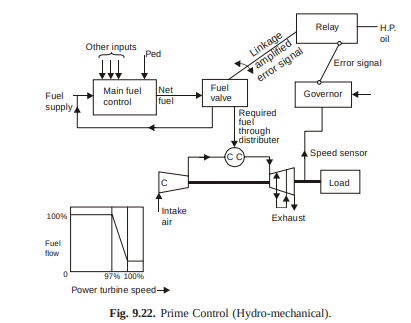 Relay
H.P.
oil
Linkage
amplified
error signal
Error signal
Other inputs
Ped
Main fuel
control
Net
fuel
Fuel
valve
Governor
Fuel
supply
Required
fuel
through
distributer
C C
Speed sensor
C
Load
Intake
air
Exhaust
100%
Fuel
flow
0
97% 100%
Power turbine speed
Fig. 9.22. Prime Control (Hydro-mechanical).